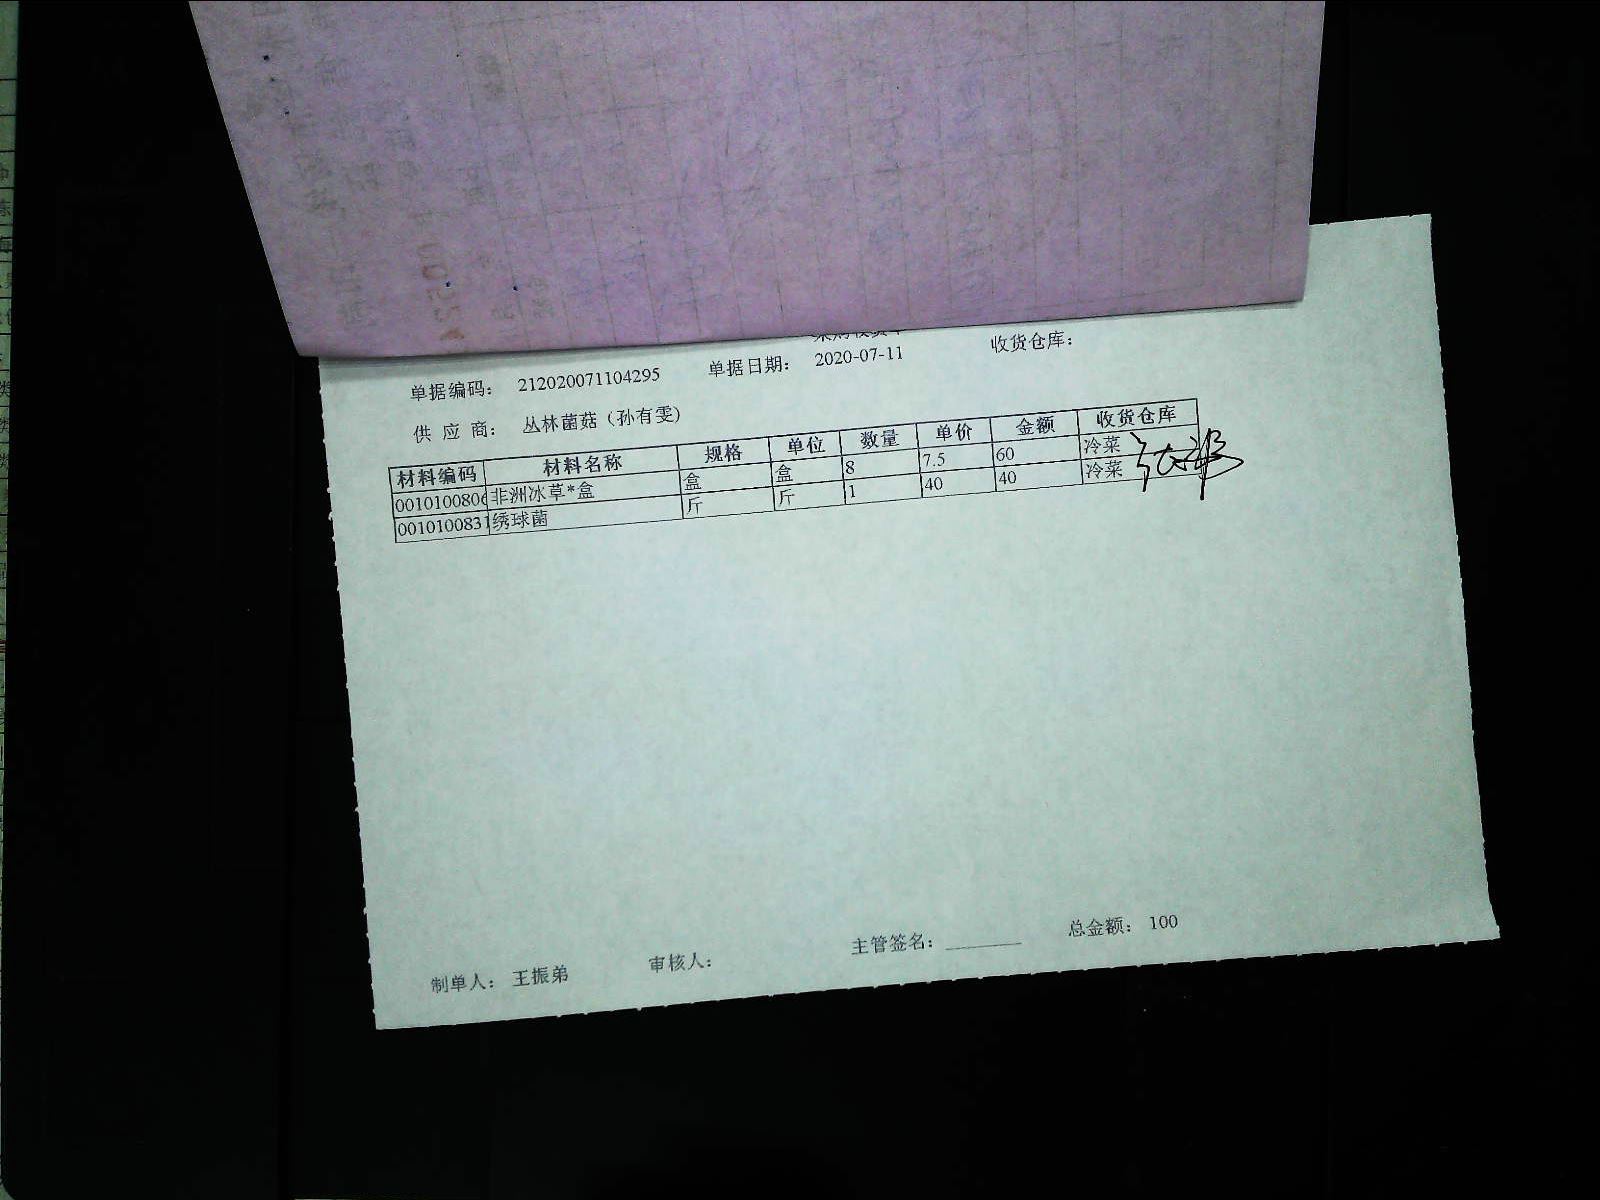 单据编码： 212020071104295 单据日期： 2020-07-11 收货仓库：
供 应 商： 丛林菌菇（孙有雯）
材料编码 材料名称 规格 单位 数量 单价 金额 收货仓库
0010100806 非洲冰草*盒 盒 盒 8 7.5 60 冷菜
0010100831 绣球菌 斤 斤 1 40 40 冷菜
制单人： 王振弟 审核人： 主管签名： 总金额： 100